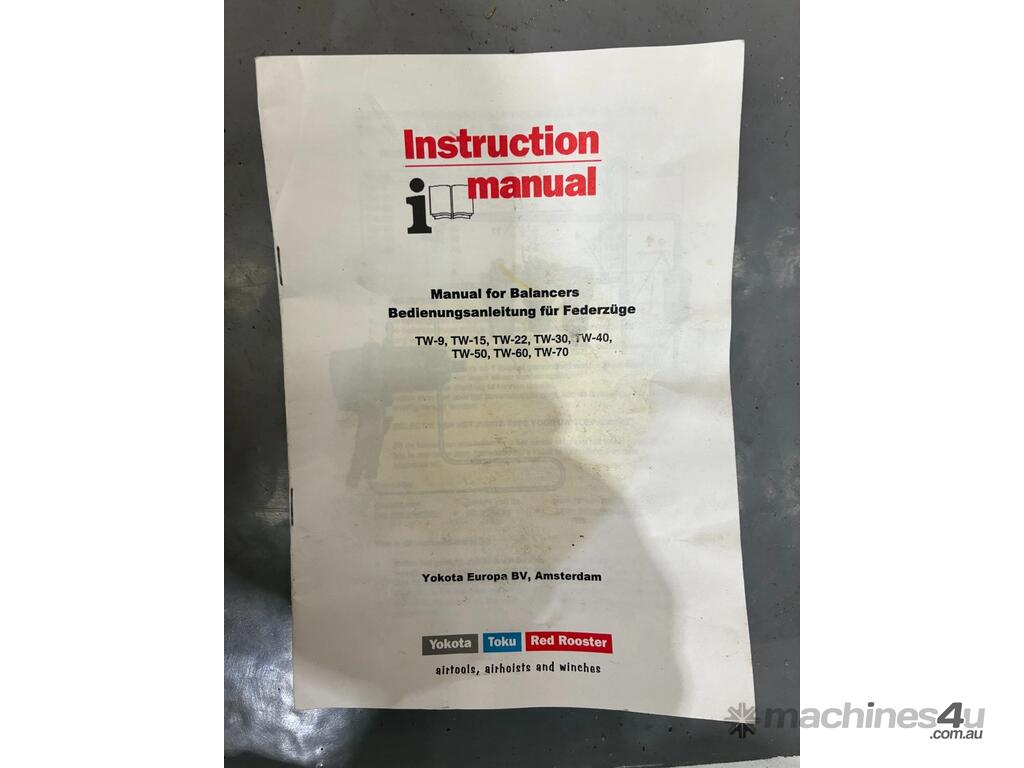 Instruction
manual
i
Manual for Balancers
Bedienungsanleitung für Federzüge
TW-9, TW-15, TW-22, TW-30, TW-40,
TW-50, TW-60, TW-70
Yokota Europa BV, Amsterdam
Yokota Toku Red Rooster
airtools, airhoists and winches
machines4u
.com.au